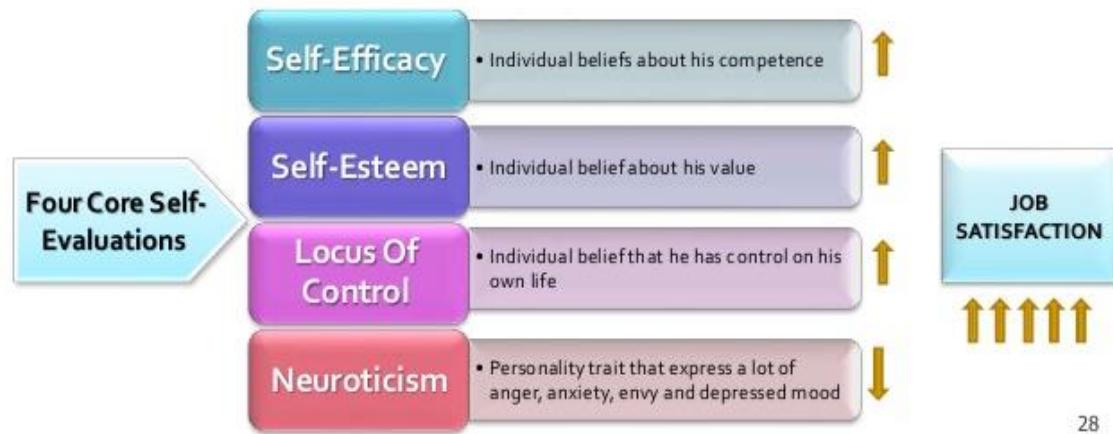 Four Core Self-
Evaluations
Self-Efficacy
• Individual beliefs about his competence
Self-Esteem
• Individual belief about his value
Locus Of
Control
• Individual belief that he has control on his
own life
Neuroticism
• Personality trait that express a lot of
anger, anxiety, envy and depressed mood
JOB
SATISFACTION
28